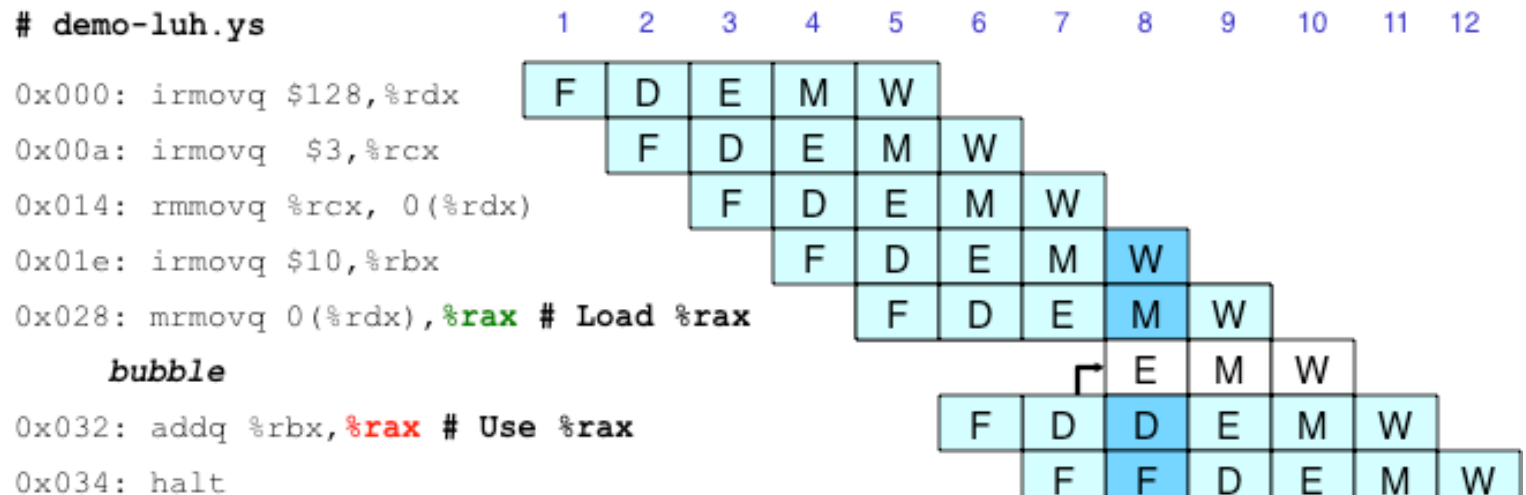 # demo-luh.ys 1 2 3 4 5 6 7 8 9 10 11 12
0x000: irmovq $128,%rdx F D E M W
0x00a: irmovq $3,%rcx F D E M W
0x014: rmmovq %rcx, 0(%rdx) F D E M W
0x01e: irmovq $10,%rbx F D E M W
0x028: mrmovq 0(%rdx),%rax # Load %rax F D E M W
bubble E M W
0x032: addq %rbx,%rax # Use %rax F D D E M W
0x034: halt F F D E M W